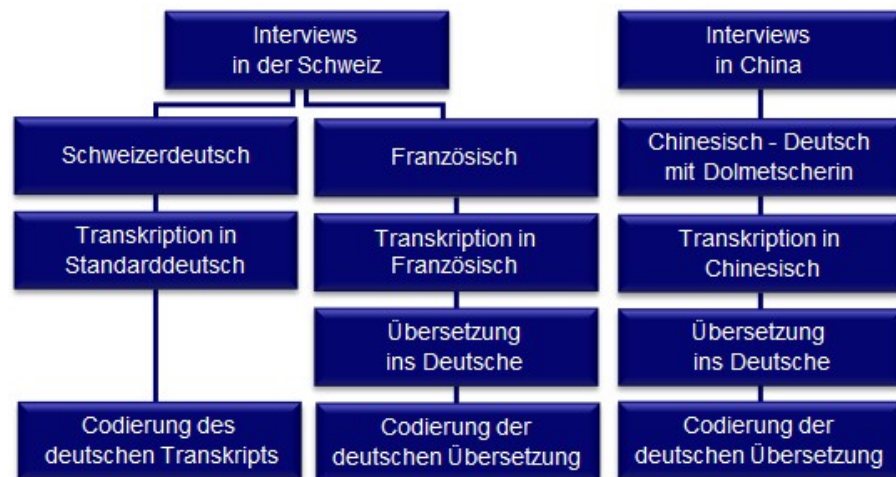 Interviews
in der Schweiz
Interviews
in China
Schweizerdeutsch
Französisch
Chinesisch - Deutsch
mit Dolmetscherin
Transkription in
Standarddeutsch
Transkription in
Französisch
Transkription in
Chinesisch
Übersetzung
ins Deutsche
Übersetzung
ins Deutsche
Codierung des
deutschen Transkripts
Codierung der
deutschen Übersetzung
Codierung der
deutschen Übersetzung